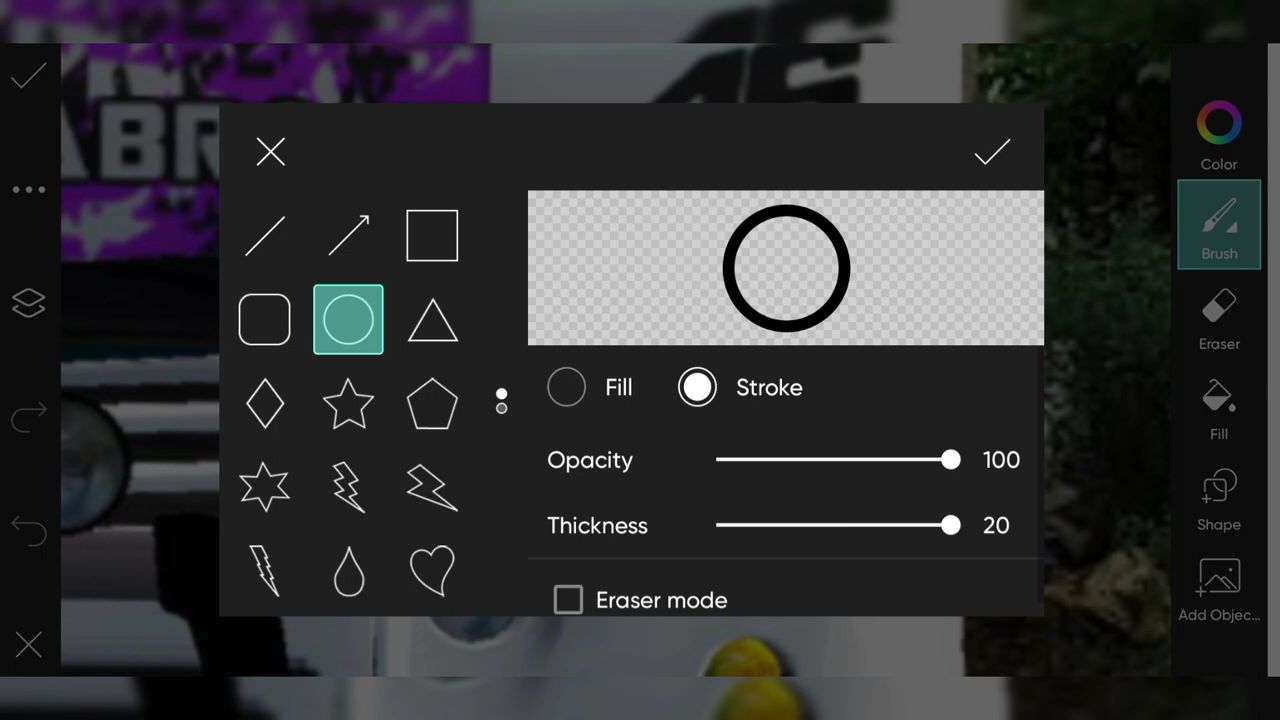 Color
Brush
Fill
Stroke
Eraser
Opacity
100
Fill
Thickness
20
Shape
Eraser mode
Add Objec...